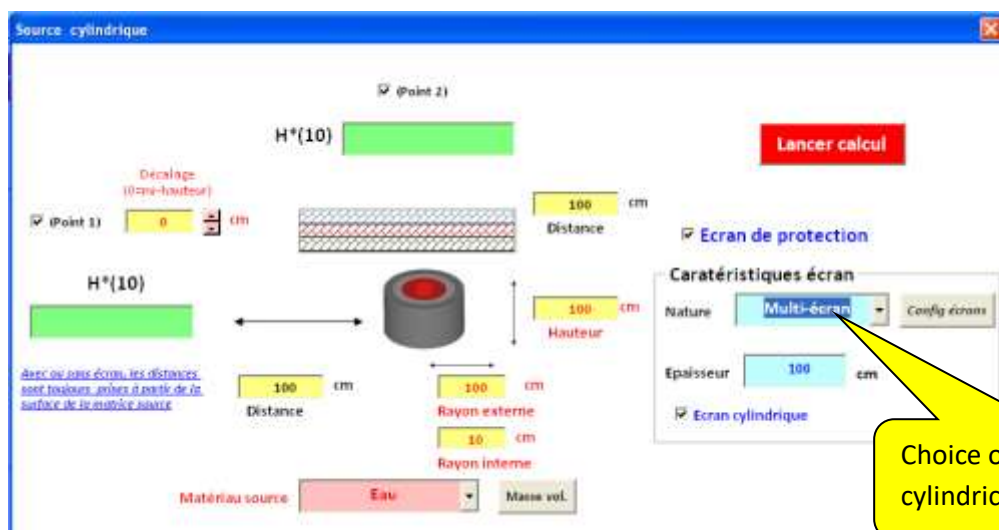 Source cylindrique
(Point 2)
H*(10)
Lancer calcul
Décalage
(0=mi-hauteur)
(Point 1)
0
cm
100
cm
Distance
Ecran de protection
H*(10)
Caratéristiques écran
100
cm
Hauteur
Nature
Multi-écran
Config écrans
Avec ou sans écran, les distances
sont toujours prises à partir de la
surface de la matrice source
Epaisseur
100
cm
100
cm
Distance
100
cm
Rayon externe
Ecran cylindrique
10
cm
Rayon interne
Choice
Matériau source
Eau
Masse vol.